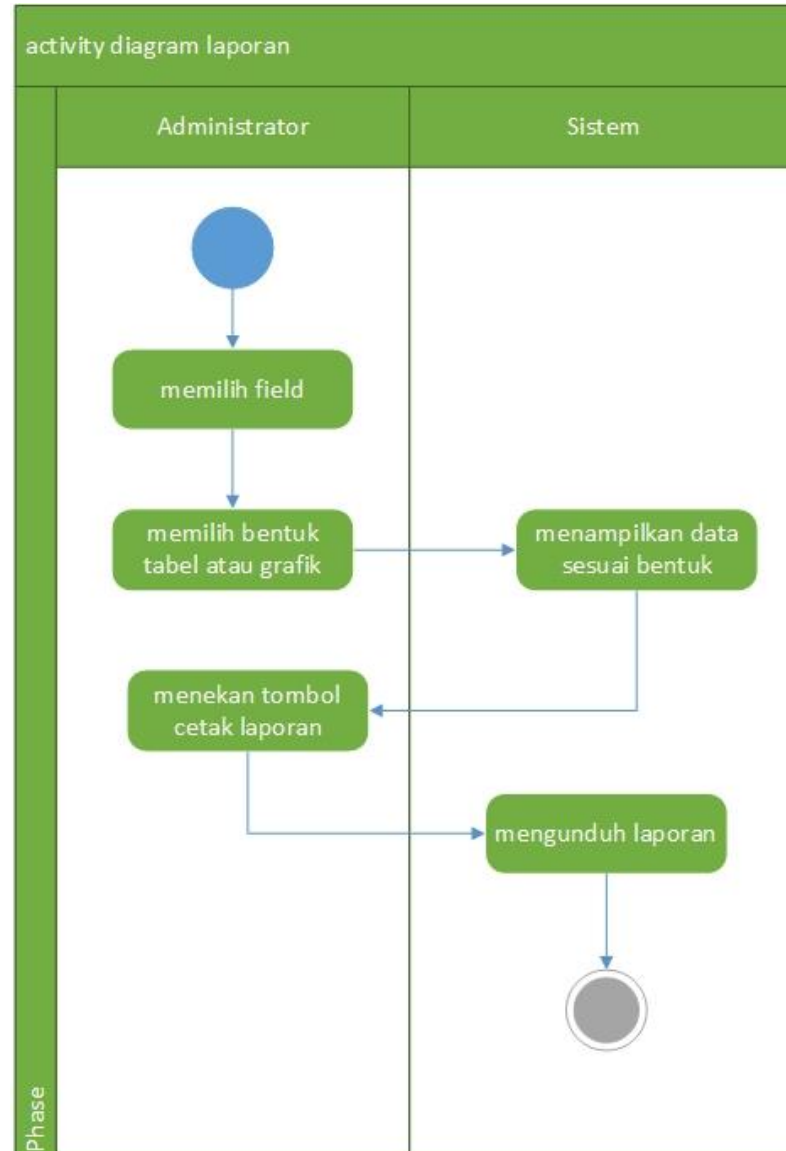 activity diagram laporan
Administrator
Sistem
memilih field
memilih bentuk
tabel atau grafik
menampilkan data
sesuai bentuk
menekan tombol
cetak laporan
mengunduh laporan
Phase